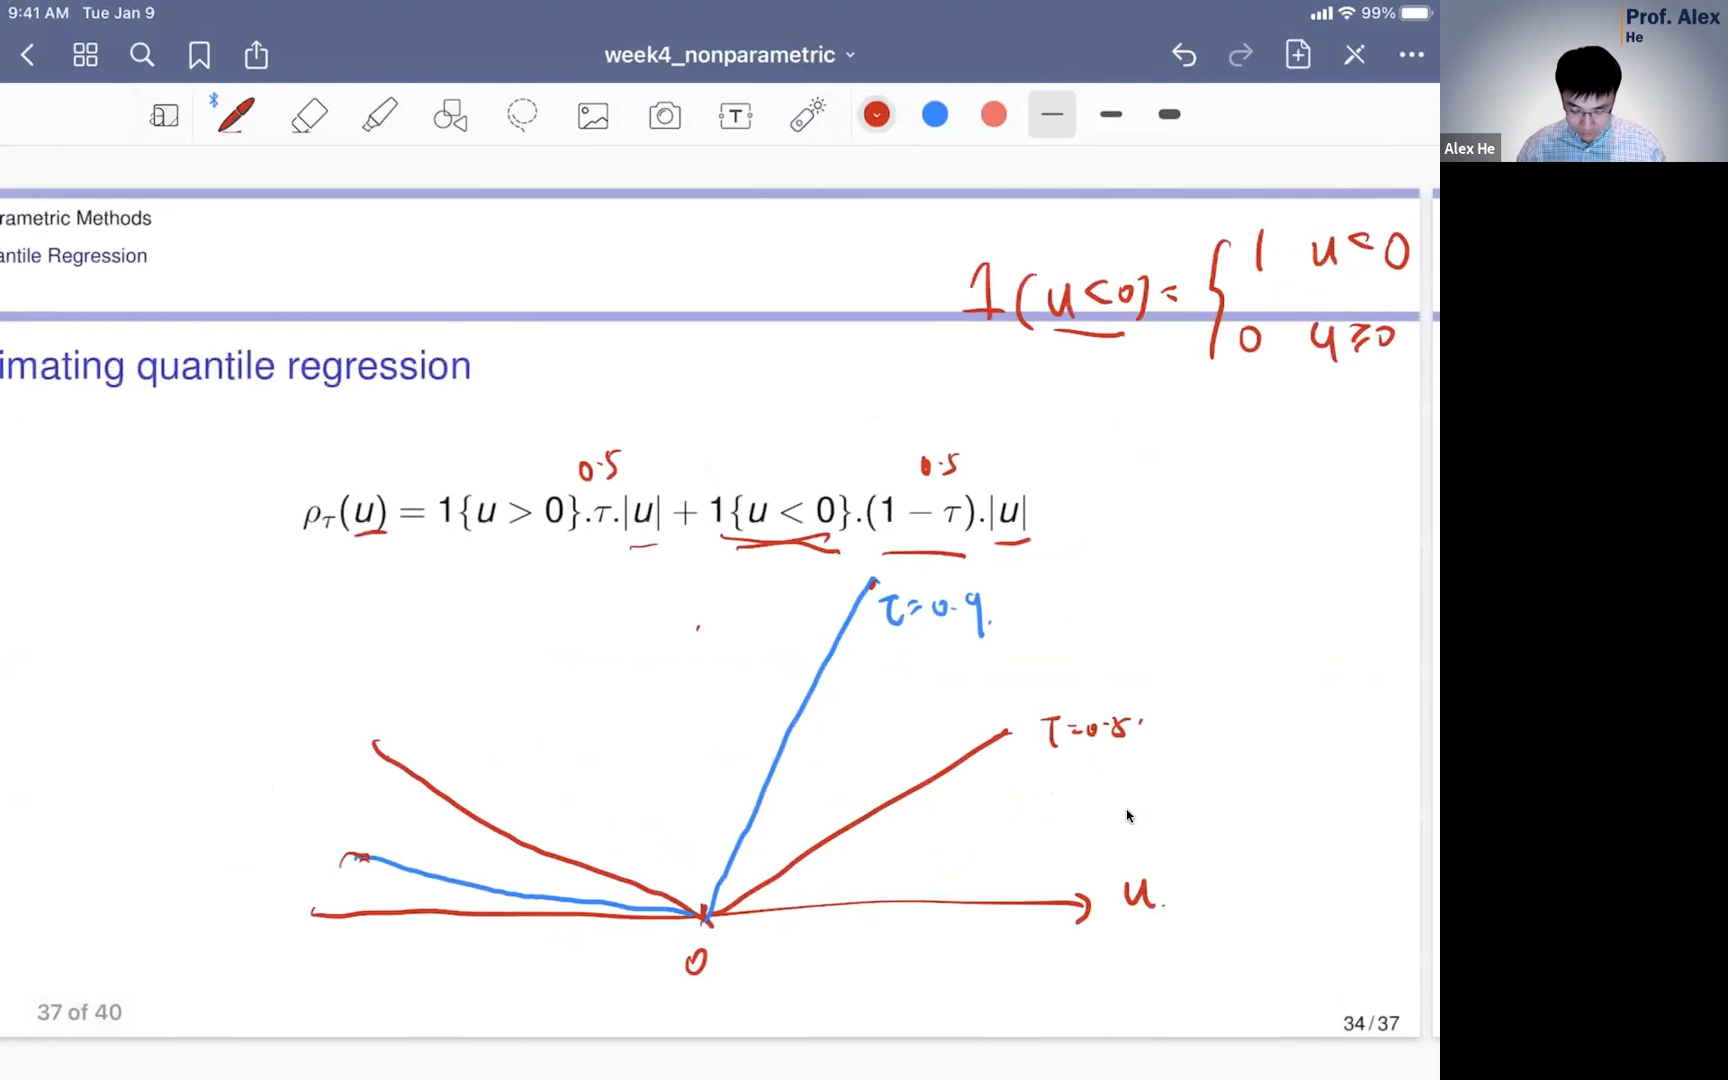 9:41 AM Tue Jan 9
99%
week4_nonparametric
T
Prof. Alex
He
Alex He
rametric Methods
antile Regression
1(u<0) = { 1 u<0
0 u≥0
imating quantile regression
0.5 0.5
ρτ(u) = 1{u > 0}.τ.|u| + 1{u < 0}.(1 − τ).|u|
τ=0.9
τ=0.5
u
0
37 of 40
34/37